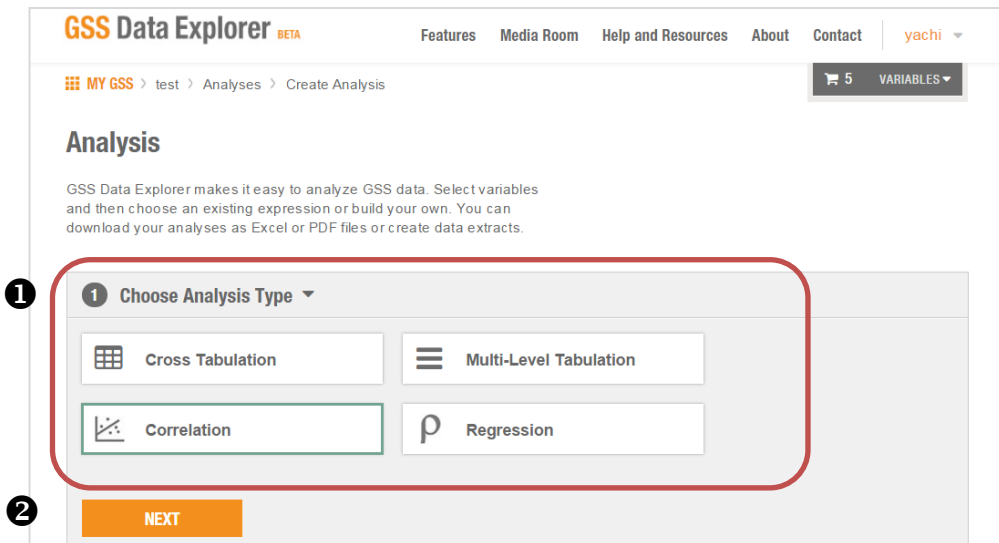 GSS Data Explorer BETA
Features Media Room Help and Resources About Contact yachi
MY GSS > test > Analyses > Create Analysis
5 VARIABLES
Analysis
GSS Data Explorer makes it easy to analyze GSS data. Select variables
and then choose an existing expression or build your own. You can
download your analyses as Excel or PDF files or create data extracts.
❶
1 Choose Analysis Type
Cross Tabulation
Multi-Level Tabulation
Correlation
ρ Regression
❷
NEXT